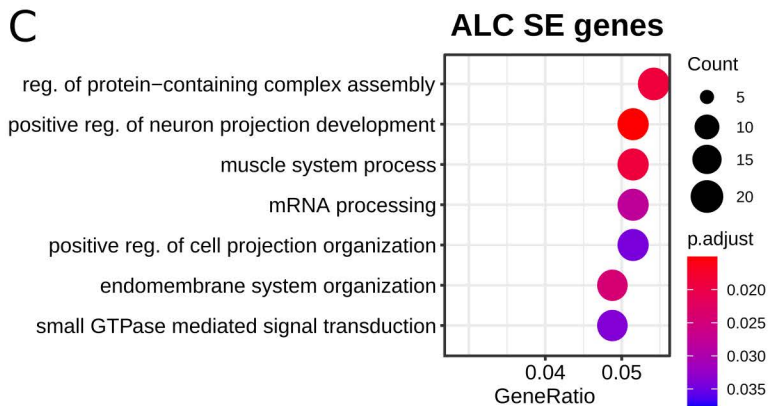 C
ALC SE genes
reg. of protein−containing complex assembly
positive reg. of neuron projection development
muscle system process
mRNA processing
positive reg. of cell projection organization
endomembrane system organization
small GTPase mediated signal transduction
0.04 0.05
GeneRatio
Count
5
10
15
20
p.adjust
0.020
0.025
0.030
0.035